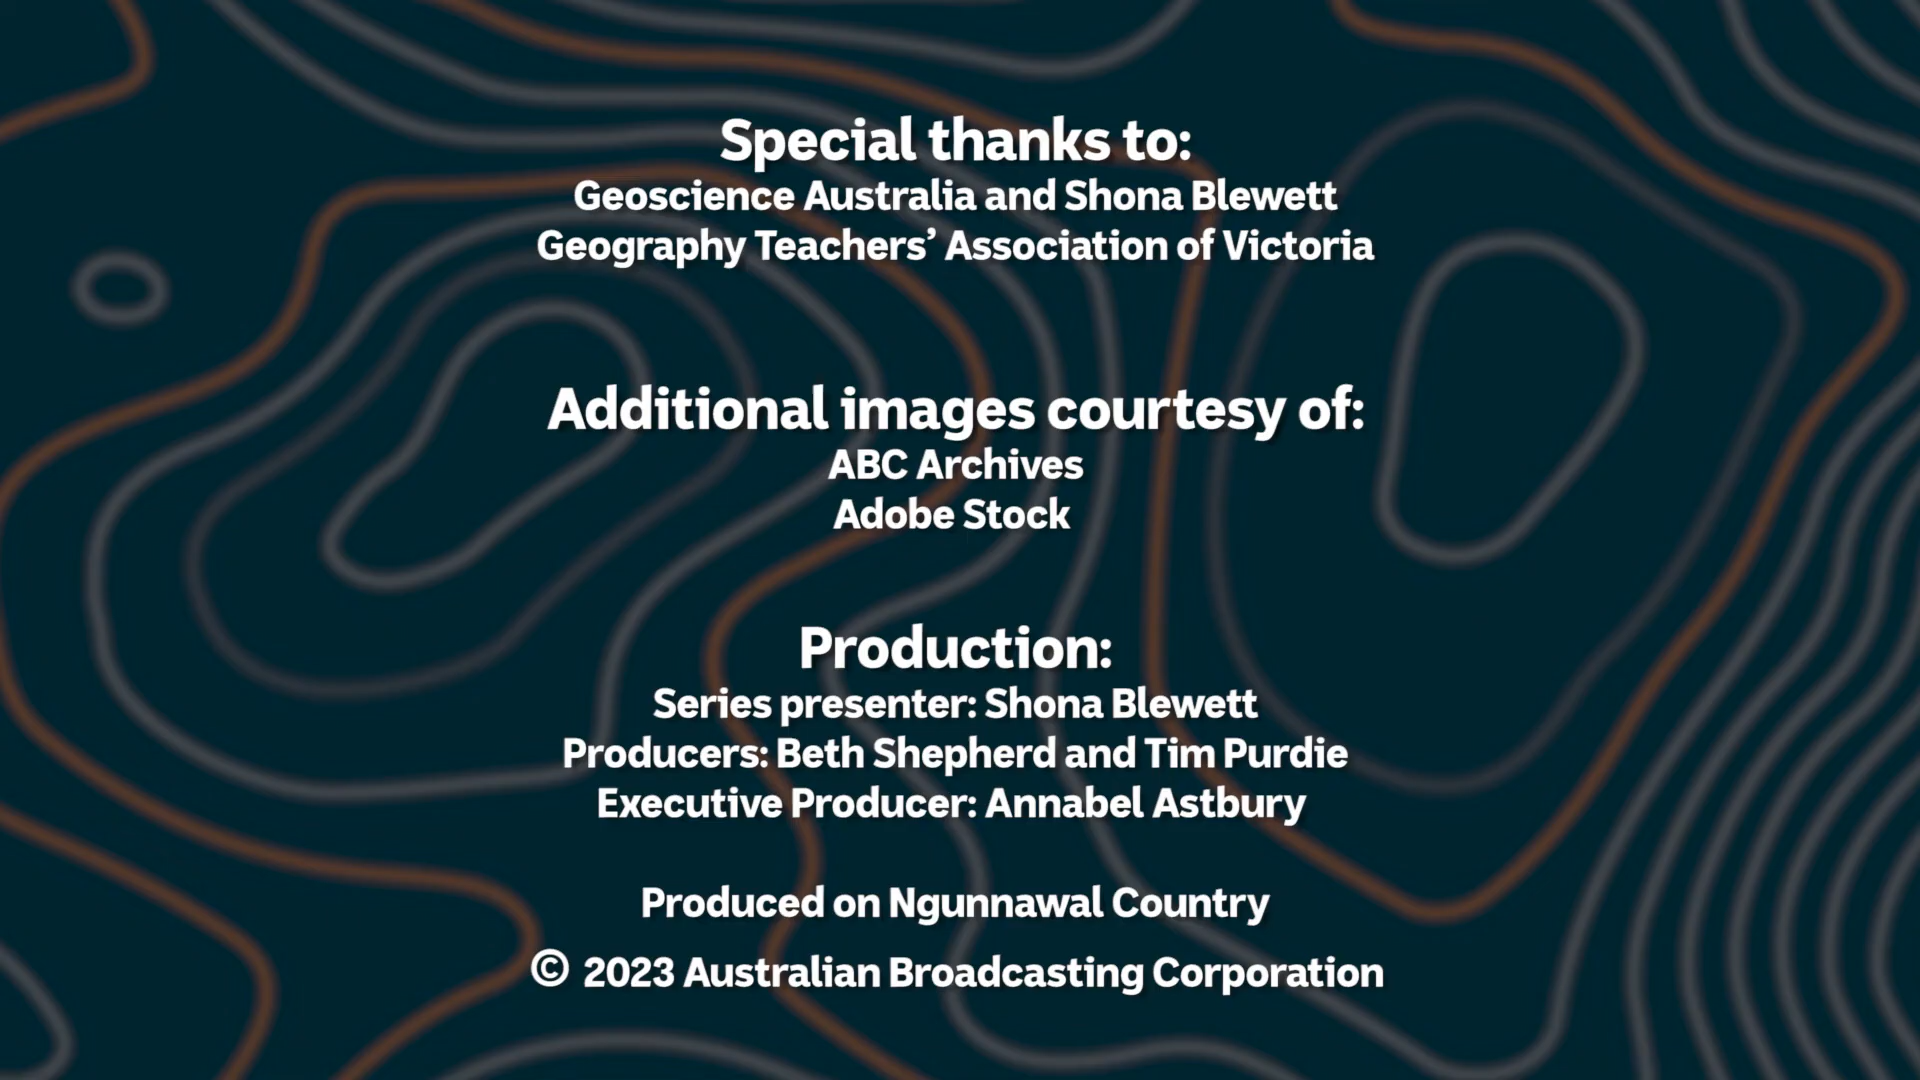 Special thanks to:
Geoscience Australia and Shona Blewett
Geography Teachers’ Association of Victoria
Additional images courtesy of:
ABC Archives
Adobe Stock
Production:
Series presenter: Shona Blewett
Producers: Beth Shepherd and Tim Purdie
Executive Producer: Annabel Astbury
Produced on Ngunnawal Country
© 2023 Australian Broadcasting Corporation